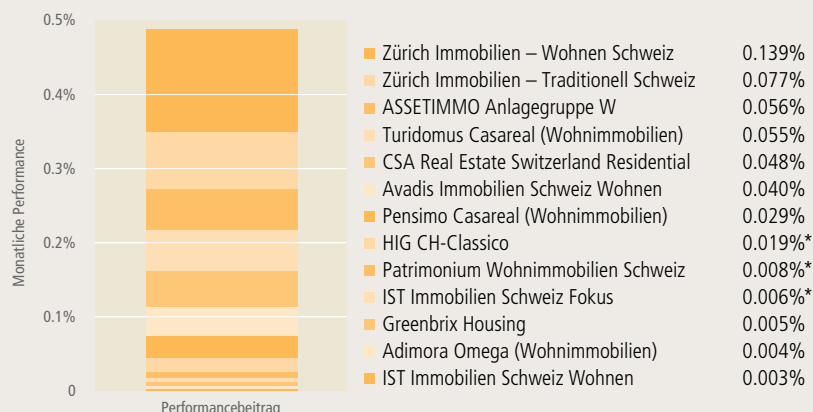 0.5%
0.4%
0.3%
0.2%
0.1%
0
Monatliche Performance
Performancebeitrag
Zürich Immobilien – Wohnen Schweiz 0.139%
Zürich Immobilien – Traditionell Schweiz 0.077%
ASSETIMMO Anlagegruppe W 0.056%
Turidomus Casareal (Wohnimmobilien) 0.055%
CSA Real Estate Switzerland Residential 0.048%
Avadis Immobilien Schweiz Wohnen 0.040%
Pensimo Casareal (Wohnimmobilien) 0.029%
HIG CH-Classico 0.019%*
Patrimonium Wohnimmobilien Schweiz 0.008%*
IST Immobilien Schweiz Fokus 0.006%*
Greenbrix Housing 0.005%
Adimora Omega (Wohnimmobilien) 0.004%
IST Immobilien Schweiz Wohnen 0.003%